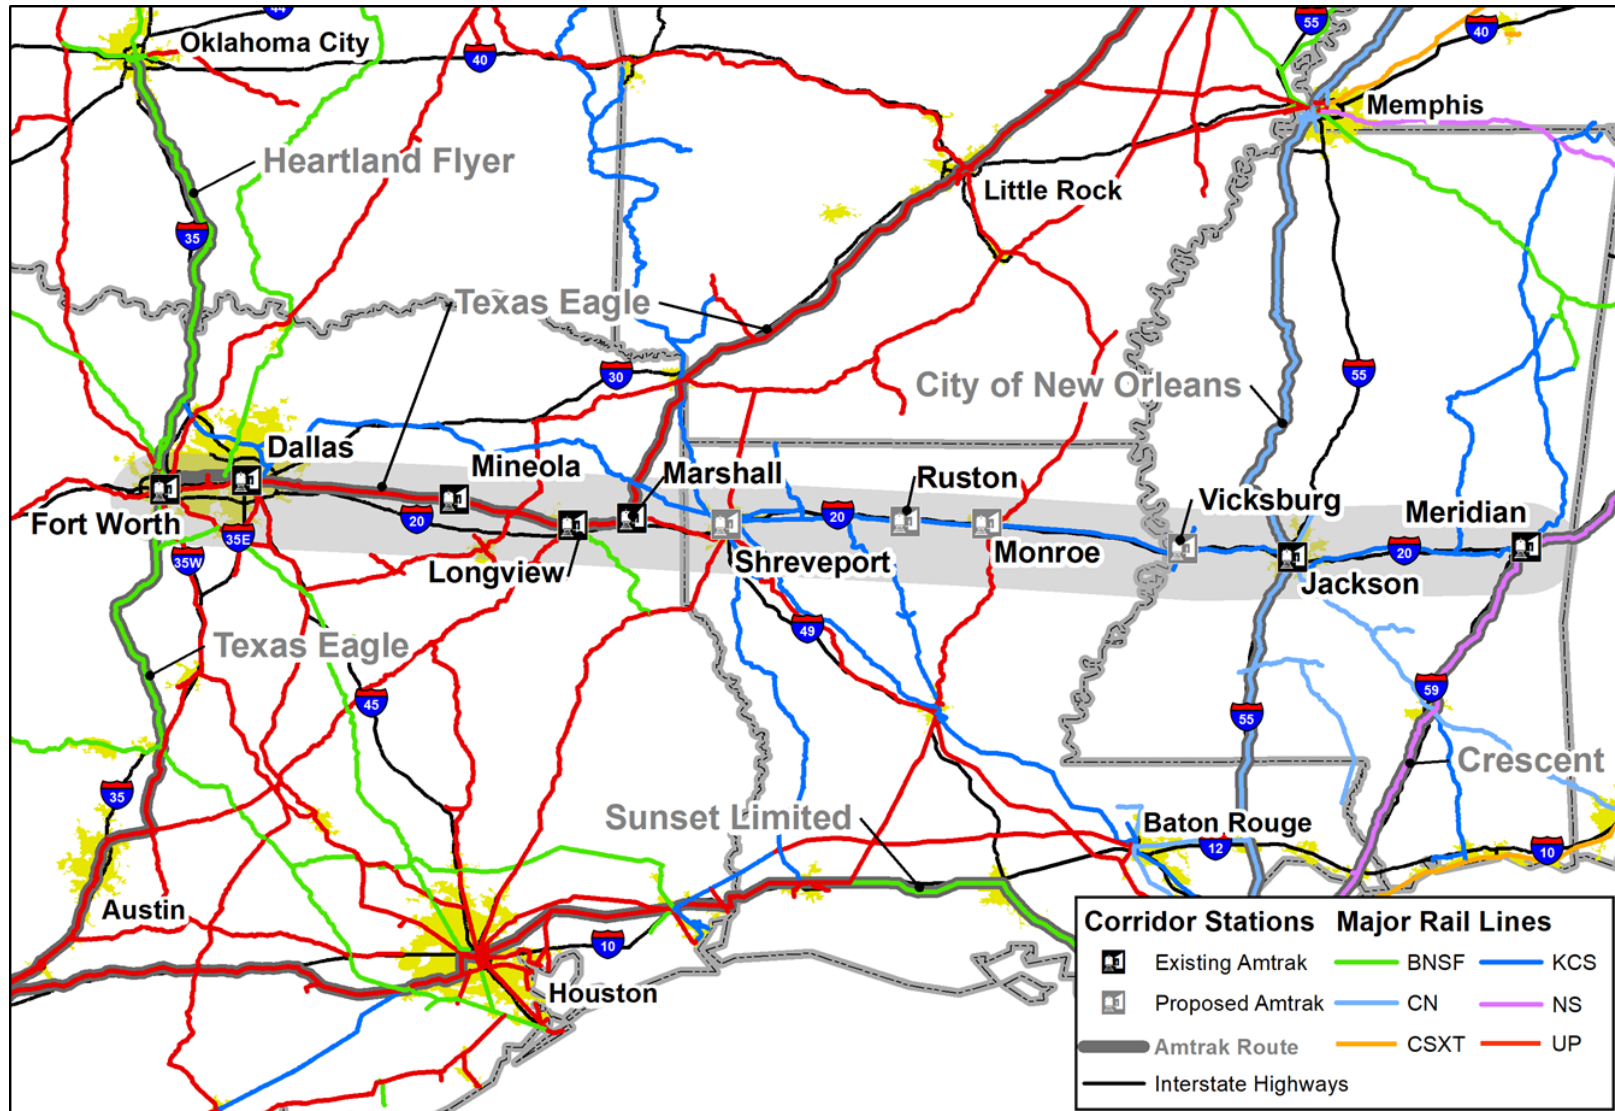 44
Oklahoma City
40
55
40
Memphis
Heartland Flyer
Little Rock
35
Texas Eagle
30
City of New Orleans
55
Dallas
Mineola
Marshall
Ruston
Vicksburg
Meridian
Fort Worth
20
20
35E
35W
Longview
Shreveport
Monroe
20
Jackson
Texas Eagle
49
45
59
55
Crescent
35
Sunset Limited
Baton Rouge
12
10
Austin
10
Houston
Corridor Stations
Major Rail Lines
Existing Amtrak
BNSF
KCS
Proposed Amtrak
CN
NS
Amtrak Route
CSXT
UP
Interstate Highways